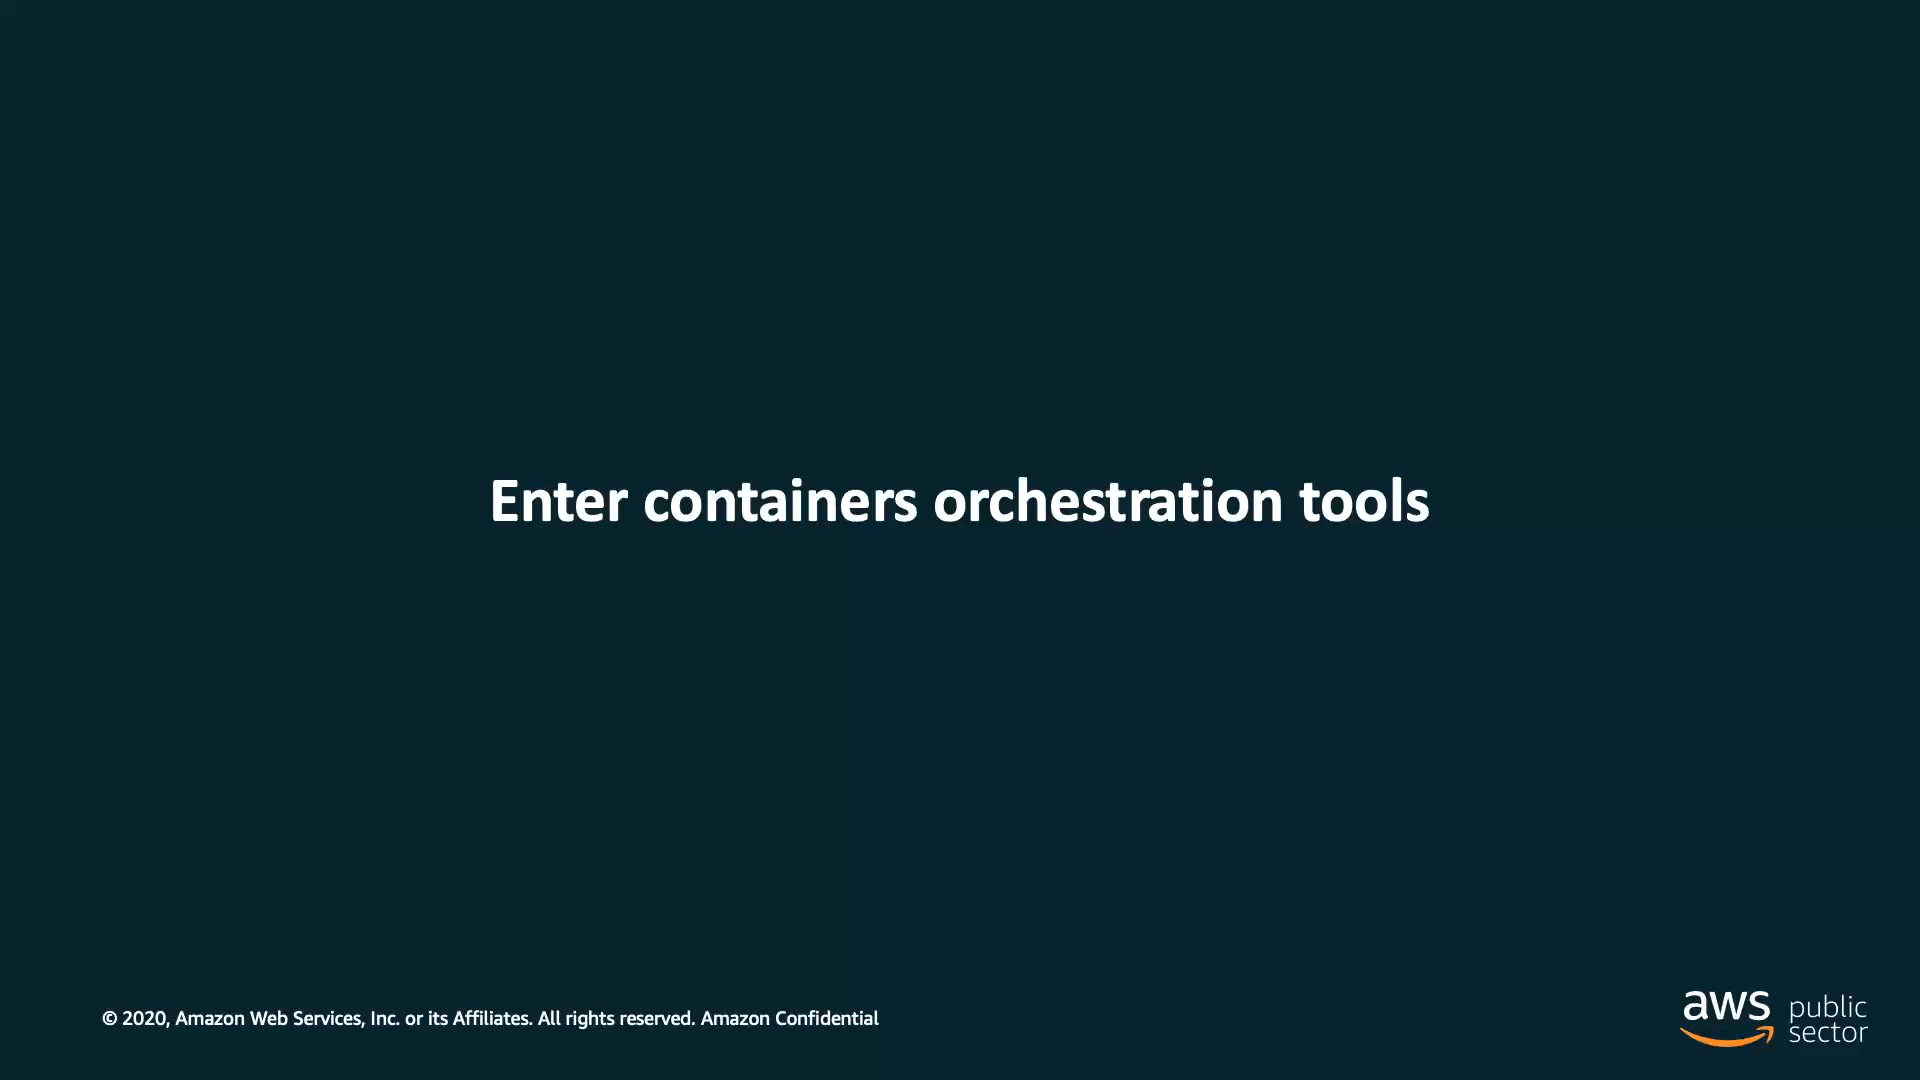 Enter containers orchestration tools
© 2020, Amazon Web Services, Inc. or its Affiliates. All rights reserved. Amazon Confidential
aws public
sector